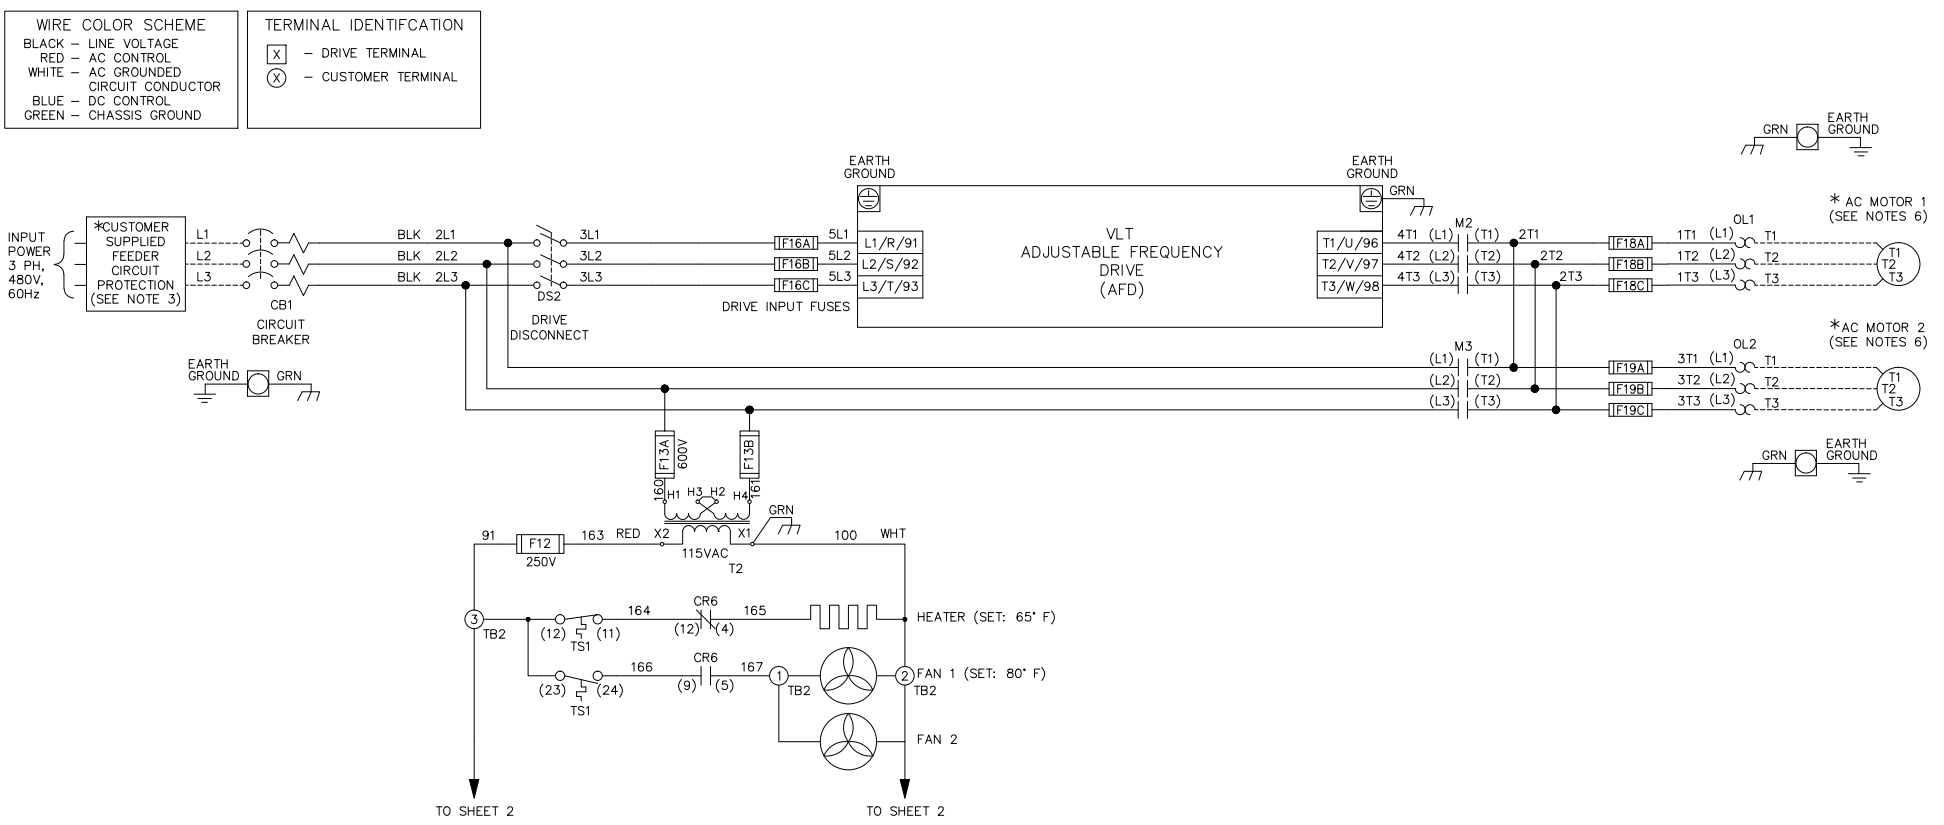 WIRE COLOR SCHEME
BLACK – LINE VOLTAGE
RED – AC CONTROL
WHITE – AC GROUNDED
CIRCUIT CONDUCTOR
BLUE – DC CONTROL
GREEN – CHASSIS GROUND
TERMINAL IDENTIFCATION
X – DRIVE TERMINAL
X – CUSTOMER TERMINAL
INPUT
POWER
3 PH,
480V,
60Hz
*CUSTOMER
SUPPLIED
FEEDER
CIRCUIT
PROTECTION
(SEE NOTE 3)
L1
L2
L3
CB1
CIRCUIT
BREAKER
BLK 2L1
BLK 2L2
BLK 2L3
DS2
DRIVE
DISCONNECT
3L1
3L2
3L3
F16A
F16B
F16C
DRIVE INPUT FUSES
5L1
5L2
5L3
EARTH
GROUND
L1/R/91
L2/S/92
L3/T/93
VLT
ADJUSTABLE FREQUENCY
DRIVE
(AFD)
EARTH
GROUND
GRN
T1/U/96
T2/V/97
T3/W/98
4T1 (L1) M2 (T1) 2T1
4T2 (L2) (T2) 2T2
4T3 (L3) (T3) 2T3
F18A
F18B
F18C
1T1 (L1) OL1 T1
1T2 (L2) T2
1T3 (L3) T3
GRN
EARTH
GROUND
* AC MOTOR 1
(SEE NOTES 6)
T1
T2
T3
EARTH
GROUND
GRN
M3
(L1) (T1)
(L2) (T2)
(L3) (T3)
F19A
F19B
F19C
3T1 (L1) OL2 T1
3T2 (L2) T2
3T3 (L3) T3
*AC MOTOR 2
(SEE NOTES 6)
T1
T2
T3
GRN
EARTH
GROUND
F13A
600V
F13B
160
161
H1 H3 H2 H4
GRN
91
F12
250V
163 RED X2
115VAC
X1
T2
100 WHT
3
TB2
(12) (11)
TS1
164
CR6
(12) (4)
165
HEATER (SET: 65° F)
(23) (24)
TS1
166
CR6
(9) (5)
167
1
TB2
2
TB2
FAN 1 (SET: 80° F)
FAN 2
TO SHEET 2
TO SHEET 2